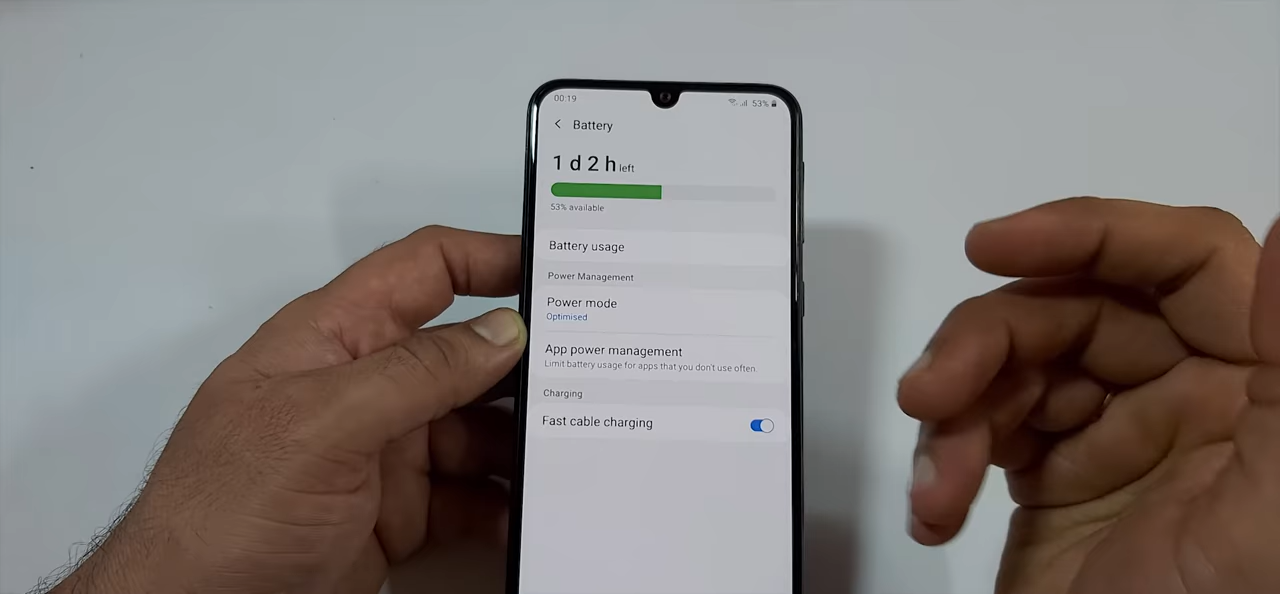 00:19 53%
Battery
1 d 2 h left
53% available
Battery usage
Power Management
Power mode
Optimised
App power management
Limit battery usage for apps that you don't use often.
Charging
Fast cable charging